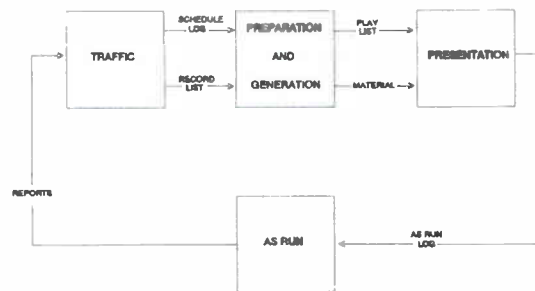 SCHEDULE
LOG
TRAFFIC
RECORD
LIST
PREPARATION
AND
GENERATION
PLAY
LIST
MATERIAL
PRESENTATION
REPORTS
AS RUN
AS RUN
LOG